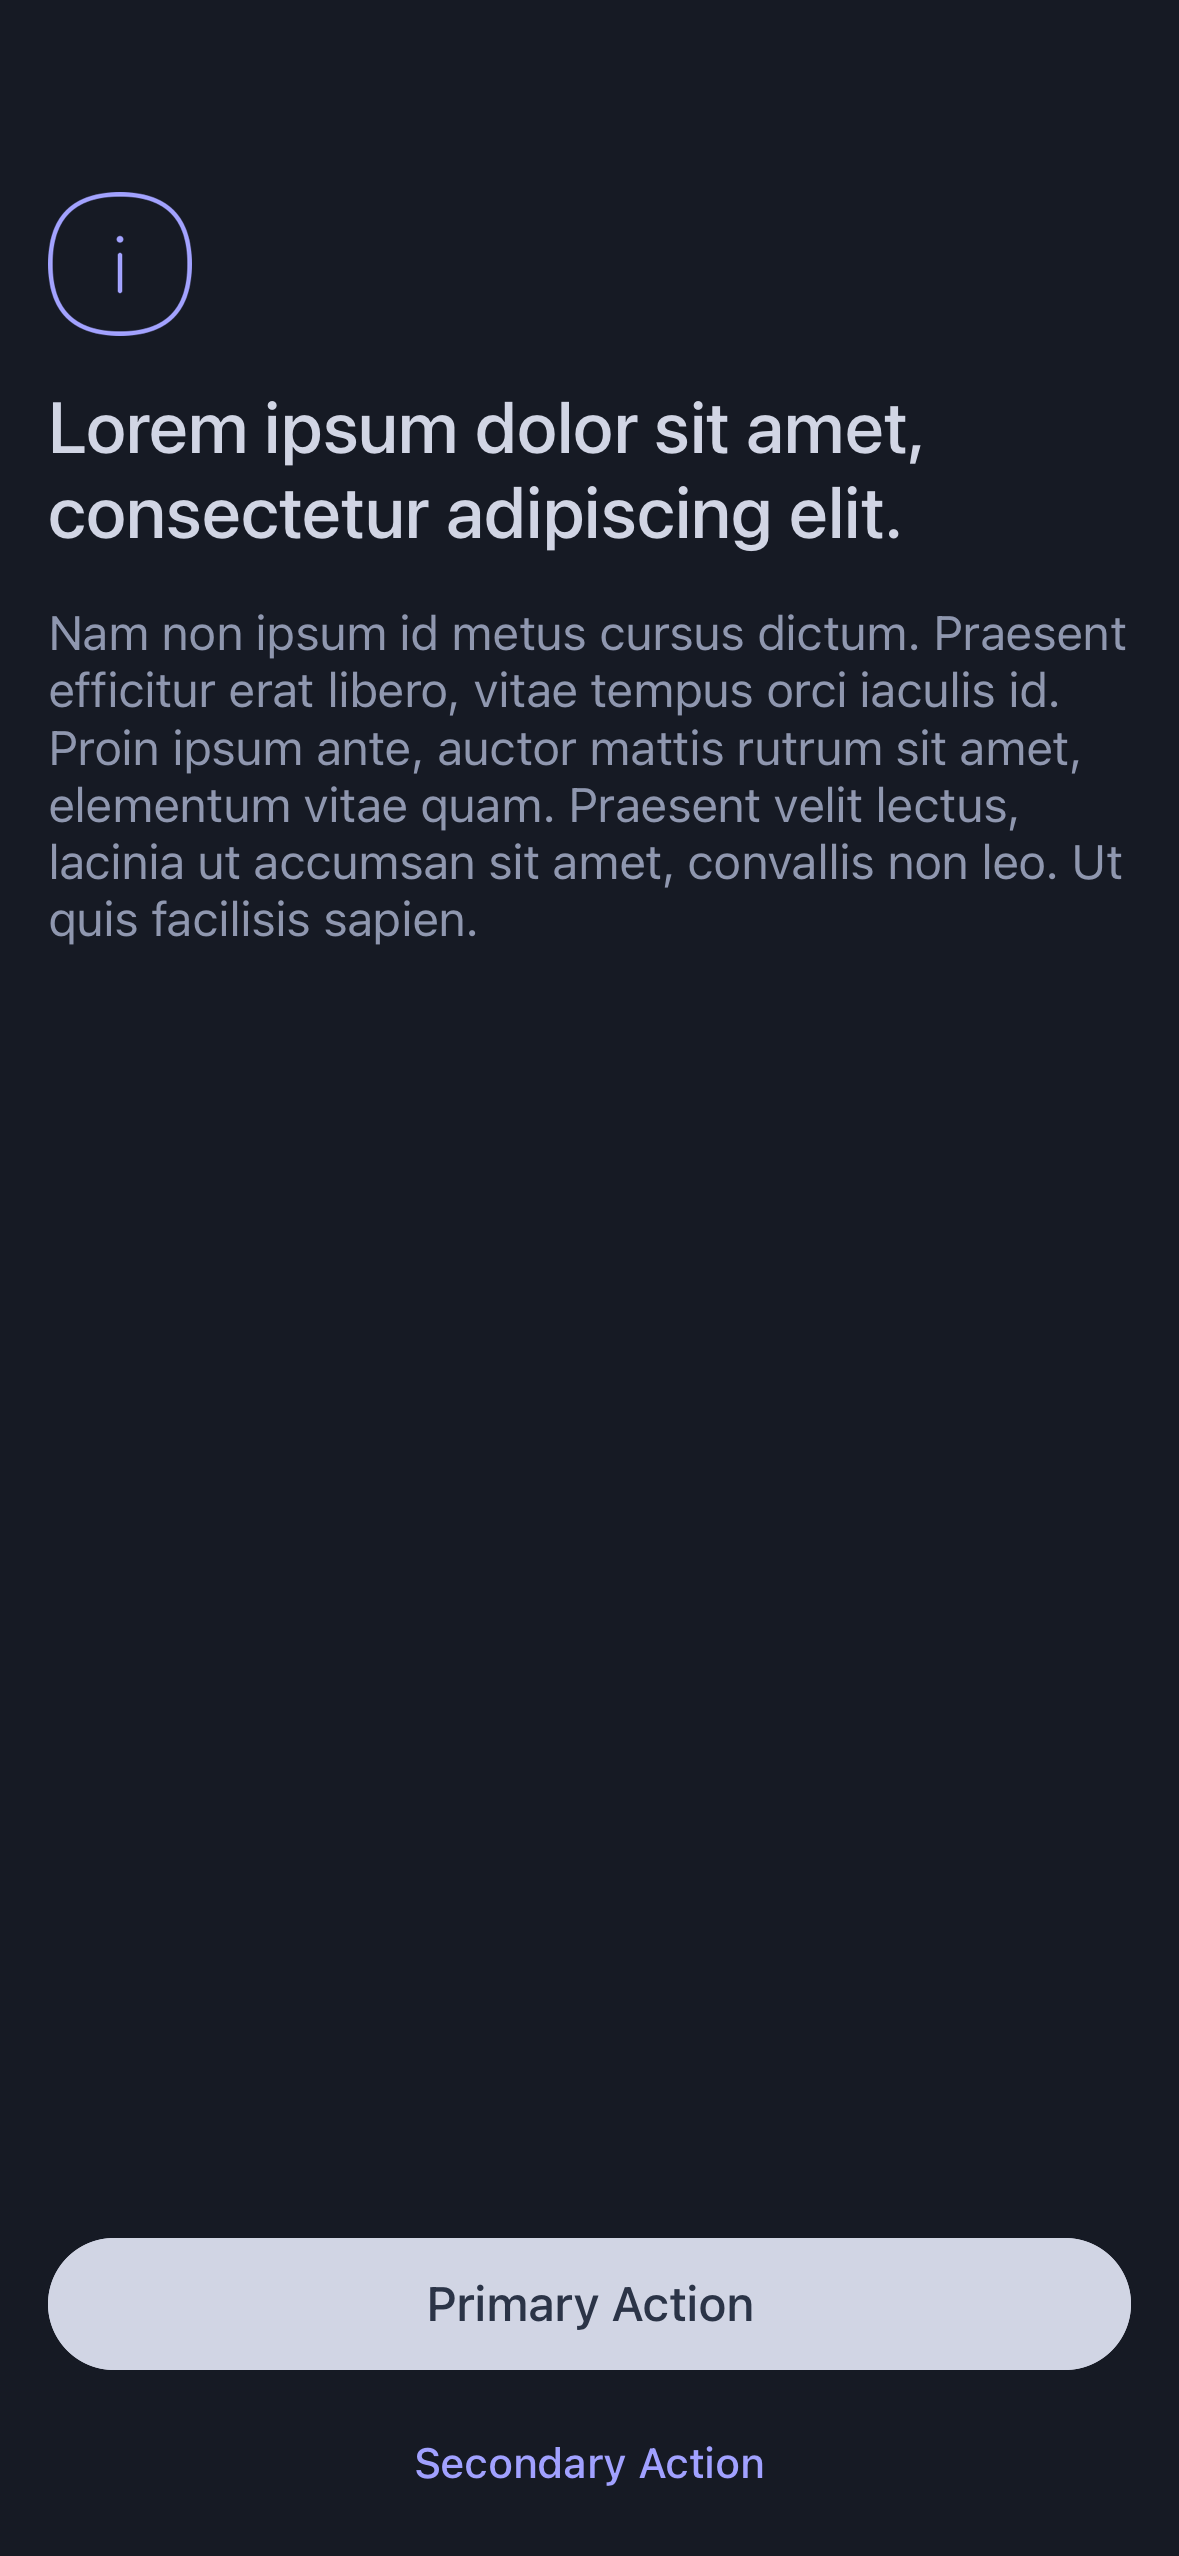 Lorem ipsum dolor sit amet,
consectetur adipiscing elit.
Nam non ipsum id metus cursus dictum. Praesent
efficitur erat libero, vitae tempus orci iaculis id.
Proin ipsum ante, auctor mattis rutrum sit amet,
elementum vitae quam. Praesent velit lectus,
lacinia ut accumsan sit amet, convallis non leo. Ut
quis facilisis sapien.
Primary Action
Secondary Action